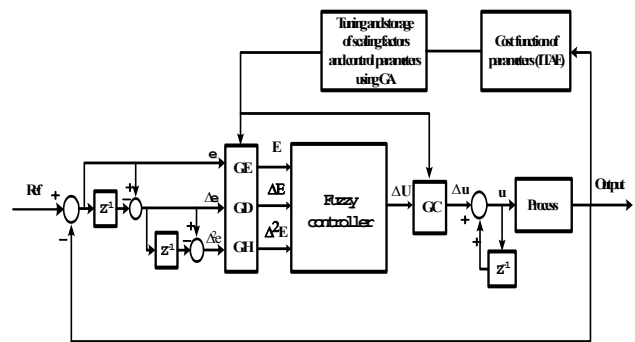 Tuning and storage
of scaling factors
and control parameters
using GA
Cost function of
parameters (ITAE)
Ref
+
−
z-1
+
−
z-1
+
−
e
Δe
Δ²e
GE
GD
GH
E
ΔE
Δ²E
Fuzzy
controller
ΔU
GC
Δu
+
+
u
z-1
Process
Output